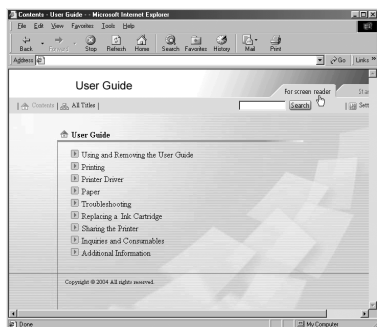 Contents - User Guide - - Microsoft Internet Explorer
File Edit View Favorites Tools Help
Back Forward Stop Refresh Home Search Favorites History Mail Print
Address Go Links »
User Guide
For screen reader Sta
Contents | All Titles | Search | Sett
User Guide
Using and Removing the User Guide
Printing
Printer Driver
Paper
Troubleshooting
Replacing a Ink Cartridge
Sharing the Printer
Inquiries and Consumables
Additional Information
Copyright © 2004 All rights reserved.
Done My Computer